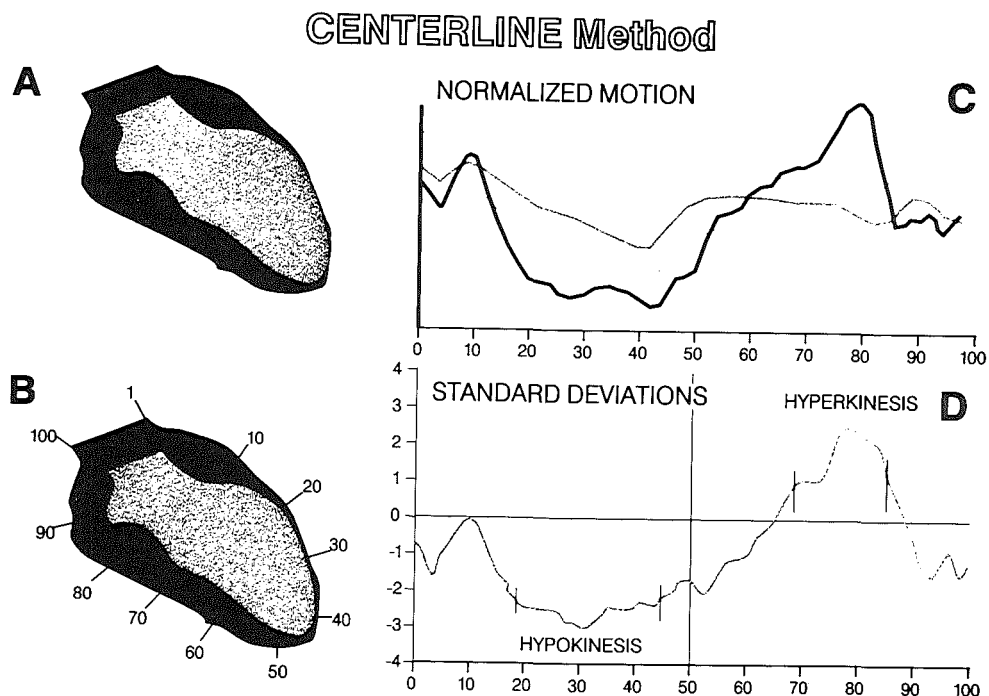 CENTERLINE Method
A
NORMALIZED MOTION
C
0 10 20 30 40 50 60 70 80 90 100
B
1
100
10
20
90
30
80
70
40
60
50
4
STANDARD DEVIATIONS
HYPERKINESIS
D
3
2
1
0
-1
-2
-3
HYPOKINESIS
-4
0 10 20 30 40 50 60 70 80 90 100